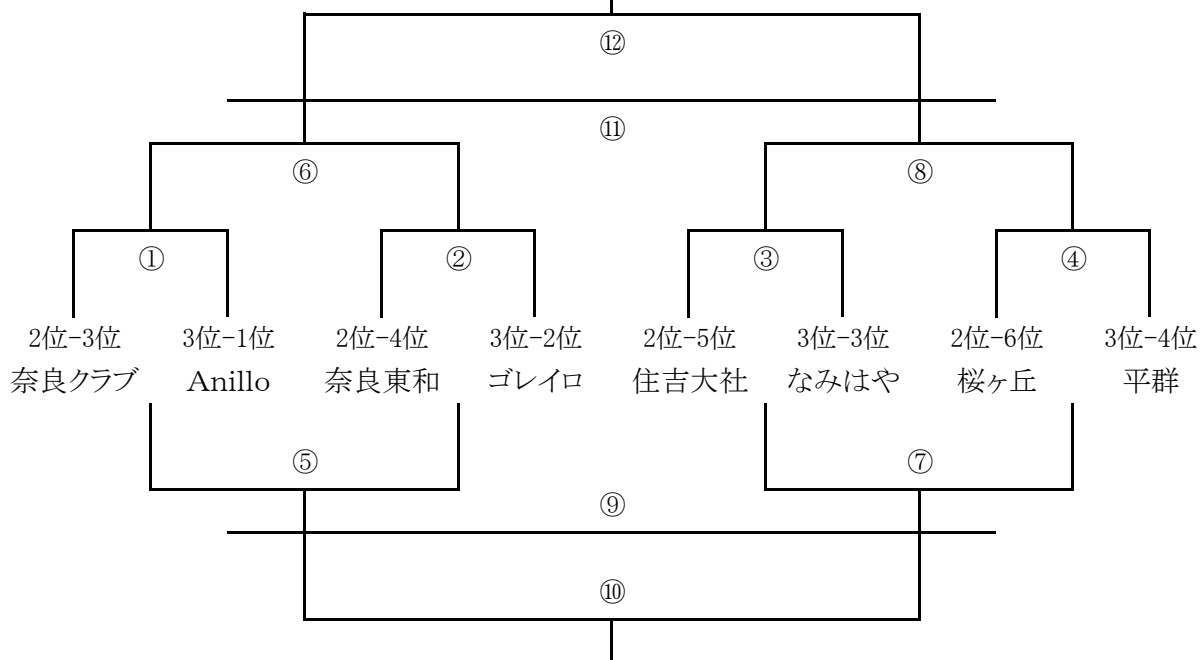 ⑫
⑪
⑥ ⑧
① ② ③ ④
2位-3位 3位-1位 2位-4位 3位-2位 2位-5位 3位-3位 2位-6位 3位-4位
奈良クラブ Anillo 奈良東和 ゴレイロ 住吉大社 なみはや 桜ヶ丘 平群
⑤ ⑦
⑨
⑩